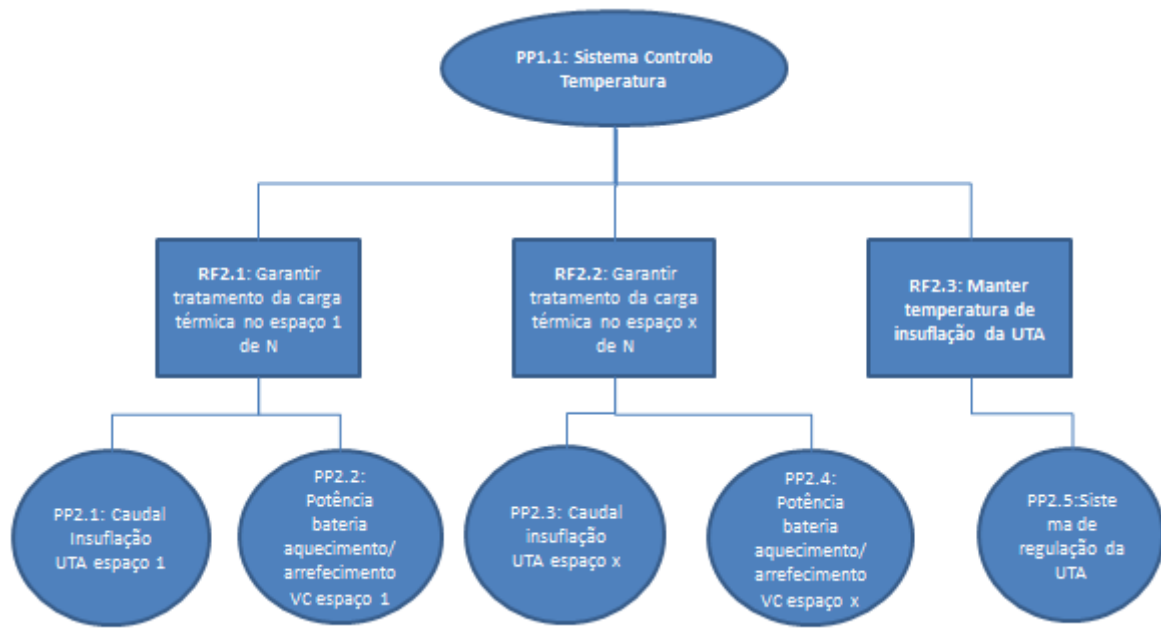 PP1.1: Sistema Controlo
Temperatura
RF2.1: Garantir
tratamento da carga
térmica no espaço 1
de N
RF2.2: Garantir
tratamento da carga
térmica no espaço x
de N
RF2.3: Manter
temperatura de
insuflação da UTA
PP2.1: Caudal
Insuflação
UTA espaço 1
PP2.2:
Potência
bateria
aquecimento/
arrefecimento
VC espaço 1
PP2.3: Caudal
insuflação
UTA espaço x
PP2.4:
Potência
bateria
aquecimento/
arrefecimento
VC espaço x
PP2.5:Siste
ma de
regulação da
UTA